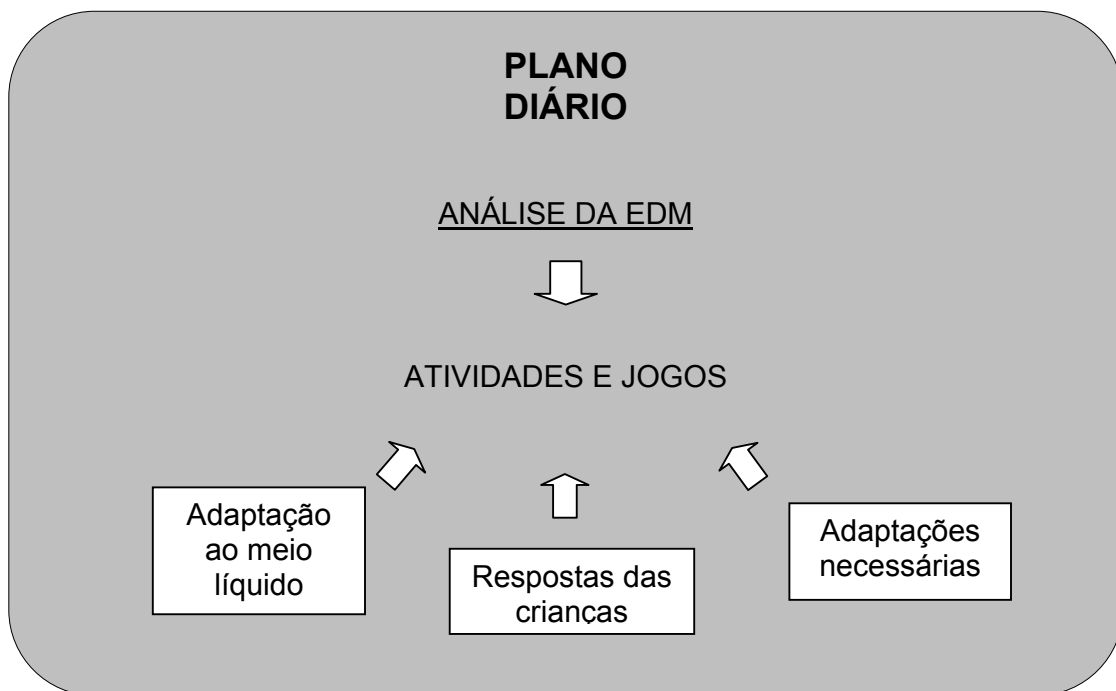 PLANO
DIÁRIO
ANÁLISE DA EDM
ATIVIDADES E JOGOS
Adaptação
ao meio
líquido
Respostas das
crianças
Adaptações
necessárias